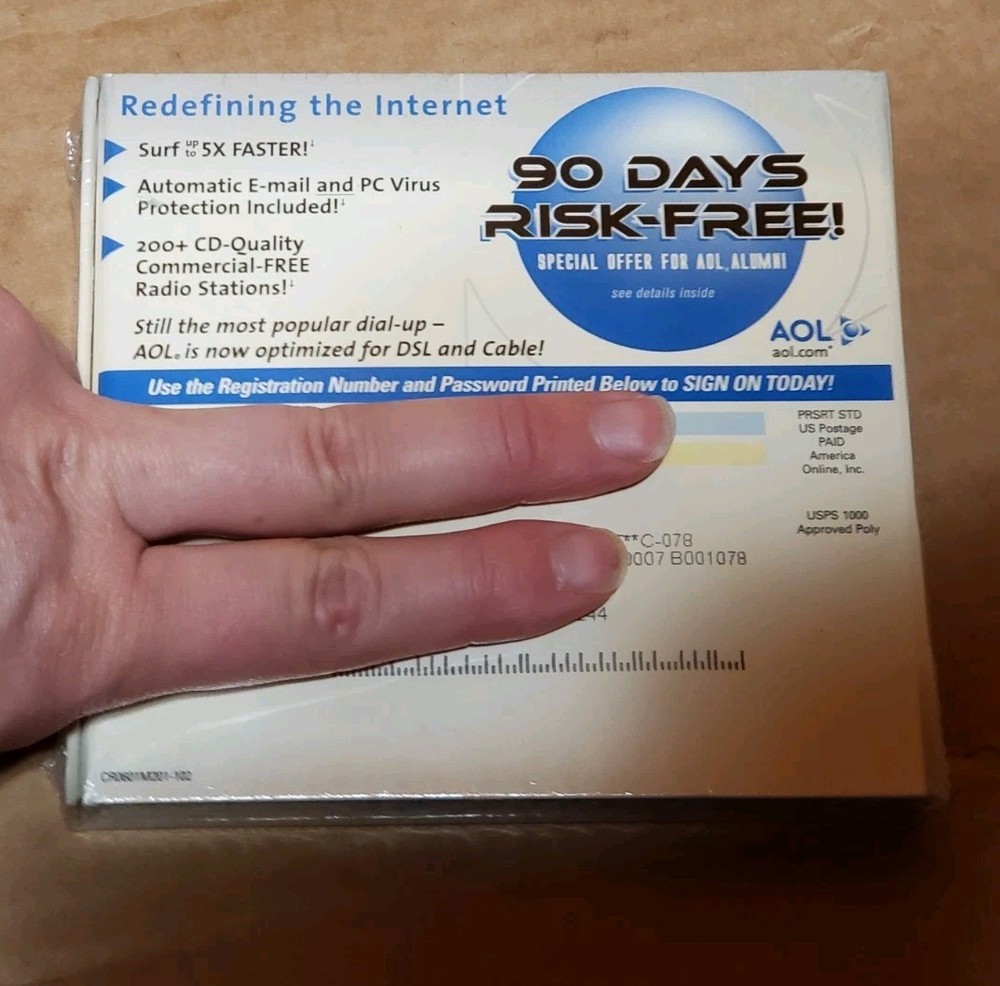 Redefining the Internet
Surf up to 5X FASTER!↓
Automatic E-mail and PC Virus
Protection Included!↓
200+ CD-Quality
Commercial-FREE
Radio Stations!↓
Still the most popular dial-up –
AOL® is now optimized for DSL and Cable!
90 DAYS
RISK-FREE!
SPECIAL OFFER FOR AOL® ALUMNI
see details inside
AOL
aol.com®
Use the Registration Number and Password Printed Below to SIGN ON TODAY!
PRSRT STD
US Postage
PAID
America
Online, Inc.
USPS 1000
Approved Poly
**C-078
0007 B001078
44
CR0601M201-102